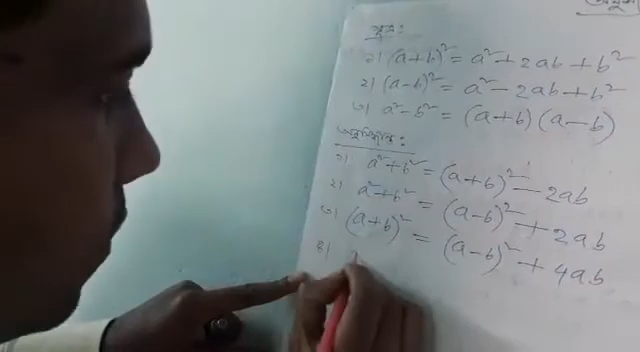 সূত্র:
১। (a+b)² = a² + 2ab + b²
২। (a-b)² = a² - 2ab + b²
৩। a² - b² = (a+b)(a-b)
অনুসিদ্ধান্ত:
১। a² + b² = (a+b)² - 2ab
২। a² + b² = (a-b)² + 2ab
৩। (a+b)² = (a-b)² + 4ab
৪।